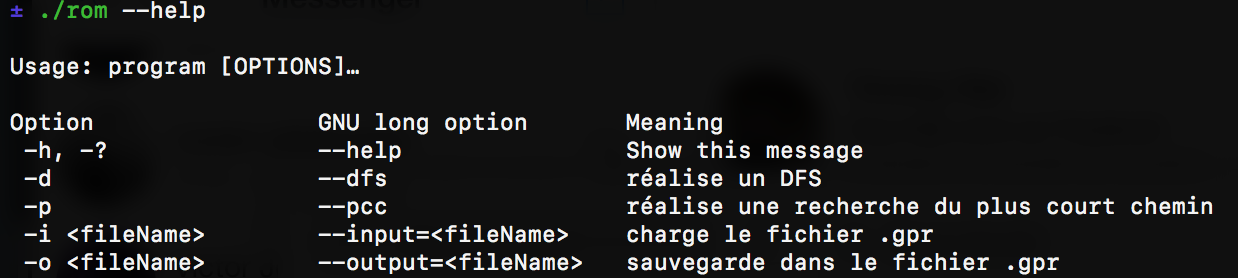 ± ./rom --help
Usage: program [OPTIONS]…
Option GNU long option Meaning
-h, -? --help Show this message
-d --dfs réalise un DFS
-p --pcc réalise une recherche du plus court chemin
-i <fileName> --input=<fileName> charge le fichier .gpr
-o <fileName> --output=<fileName> sauvegarde dans le fichier .gpr